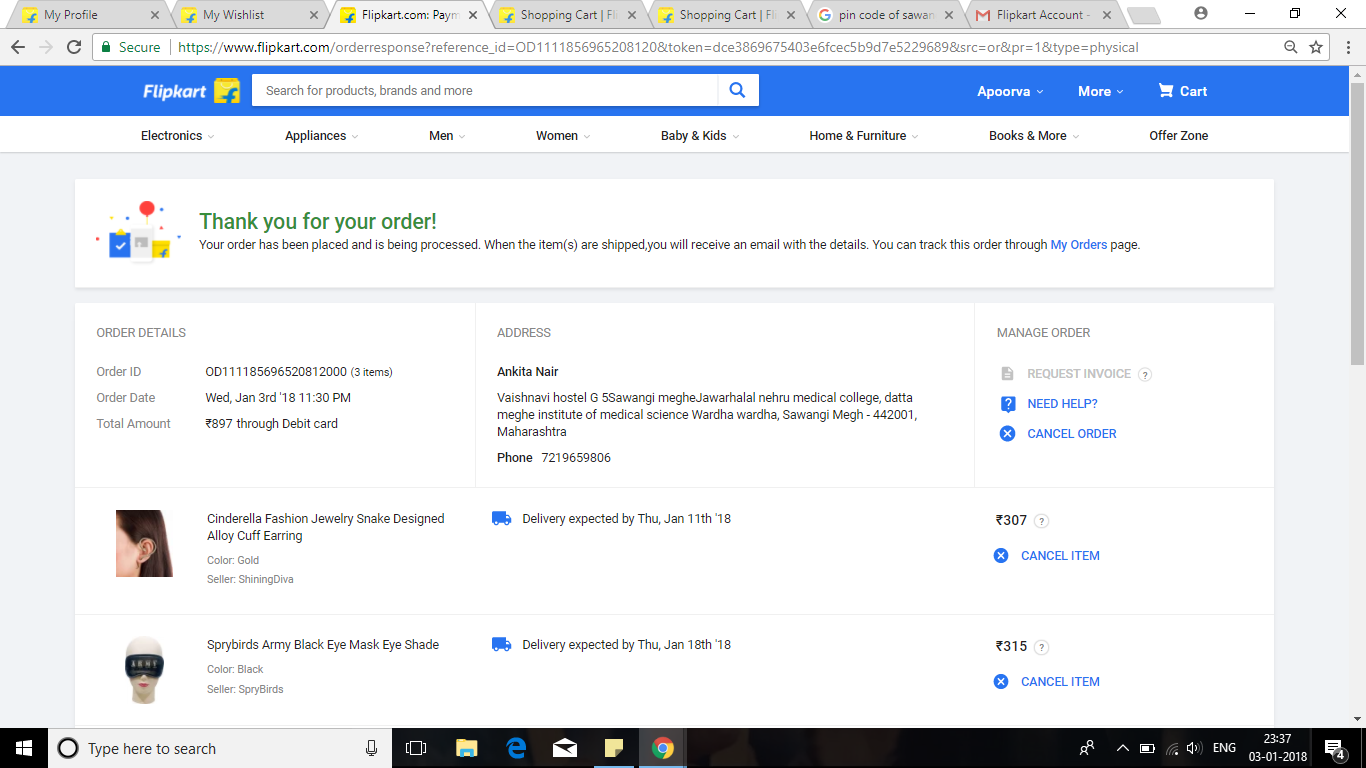 My Profile
My Wishlist
Flipkart.com: Paym
Shopping Cart | Fli
Shopping Cart | Fli
pin code of sawan
Flipkart Account -
Secure
https://www.flipkart.com/orderresponse?reference_id=OD111185696520812​0&token=dce3869675403e6fcec5b9d7e5229689&src=or&pr=1&type=physical
Flipkart
Search for products, brands and more
Apoorva
More
Cart
Electronics
Appliances
Men
Women
Baby & Kids
Home & Furniture
Books & More
Offer Zone
Thank you for your order!
Your order has been placed and is being processed. When the item(s) are shipped,you will receive an email with the details. You can track this order through My Orders page.
ORDER DETAILS
Order ID OD111185696520812000 (3 items)
Order Date Wed, Jan 3rd '18 11:30 PM
Total Amount ₹897 through Debit card
ADDRESS
Ankita Nair
Vaishnavi hostel G 5Sawangi megheJawarhalal nehru medical college, datta
meghe institute of medical science Wardha wardha, Sawangi Megh - 442001,
Maharashtra
Phone 7219659806
MANAGE ORDER
REQUEST INVOICE ?
NEED HELP?
CANCEL ORDER
Cinderella Fashion Jewelry Snake Designed
Alloy Cuff Earring
Color: Gold
Seller: ShiningDiva
Delivery expected by Thu, Jan 11th '18
₹307 ?
CANCEL ITEM
ARMY
Sprybirds Army Black Eye Mask Eye Shade
Color: Black
Seller: SpryBirds
Delivery expected by Thu, Jan 18th '18
₹315 ?
CANCEL ITEM
Type here to search
ENG
23:37
03-01-2018
4